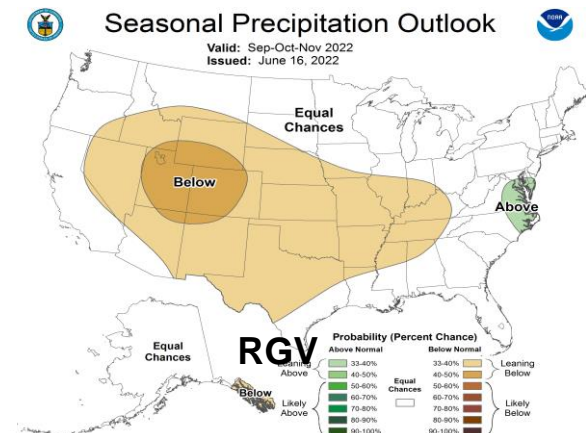 Seasonal Precipitation Outlook
NOAA
Valid: Sep-Oct-Nov 2022
Issued: June 16, 2022
Equal
Chances
Below
Above
Equal
Chances
RGV
Below
Probability (Percent Chance)
Above Normal Below Normal
Leaning
Above
33-40% 33-40%
40-50% 40-50%
Leaning
Below
Equal
Chances
50-60% 50-60%
60-70% 60-70%
Likely
Above
70-80% 70-80%
80-90% 80-90%
90-100% 90-100%
Likely
Below